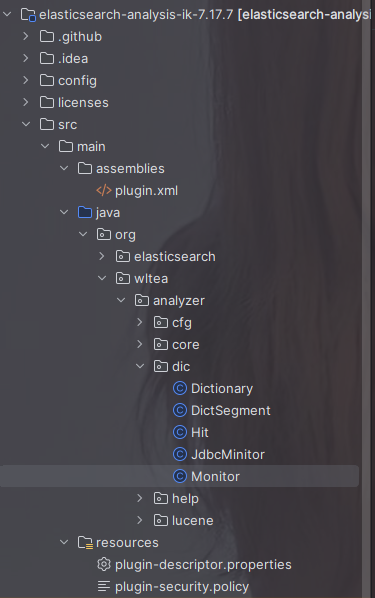 elasticsearch-analysis-ik-7.17.7 [elasticsearch-analysi
.github
.idea
config
licenses
src
main
assemblies
plugin.xml
java
org
elasticsearch
wltea
analyzer
cfg
core
dic
Dictionary
DictSegment
Hit
JdbcMinitor
Monitor
help
lucene
resources
plugin-descriptor.properties
plugin-security.policy